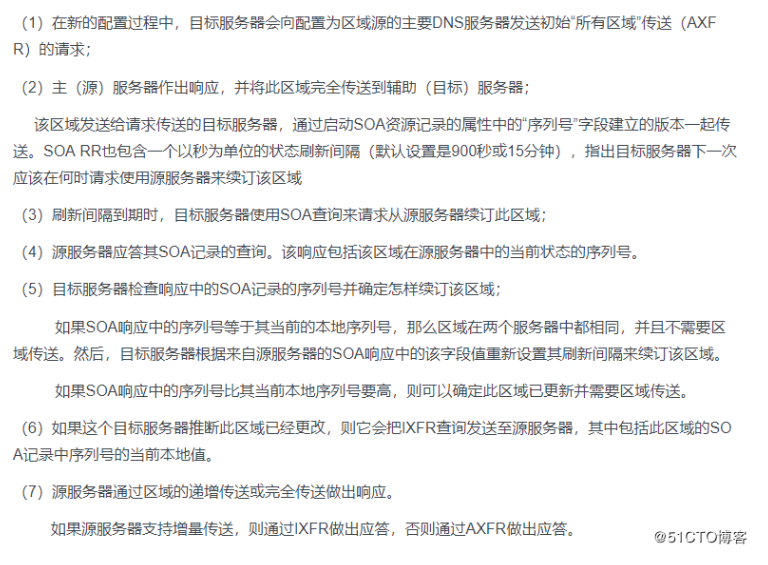 （1）在新的配置过程中，目标服务器会向配置为区域源的主要DNS服务器发送初始“所有区域”传送（AXF
R）的请求；
（2）主（源）服务器作出响应，并将此区域完全传送到辅助（目标）服务器；
该区域发送给请求传送的目标服务器，通过启动SOA资源记录的属性中的“序列号”字段建立的版本一起传
送。SOA RR也包含一个以秒为单位的状态刷新间隔（默认设置是900秒或15分钟），指出目标服务器下一次
应该在何时请求使用源服务器来续订该区域
（3）刷新间隔到期时，目标服务器使用SOA查询来请求从源服务器续订此区域；
（4）源服务器应答其SOA记录的查询。该响应包括该区域在源服务器中的当前状态的序列号。
（5）目标服务器检查响应中的SOA记录的序列号并确定怎样续订该区域；
如果SOA响应中的序列号等于其当前的本地序列号，那么区域在两个服务器中都相同，并且不需要区
域传送。然后，目标服务器根据来自源服务器的SOA响应中的该字段值重新设置其刷新间隔来续订该区域。
如果SOA响应中的序列号比其当前本地序列号要高，则可以确定此区域已更新并需要区域传送。
（6）如果这个目标服务器推断此区域已经更改，则它会把IXFR查询发送至源服务器，其中包括此区域的SO
A记录中序列号的当前本地值。
（7）源服务器通过区域的递增传送或完全传送做出响应。
如果源服务器支持增量传送，则通过IXFR做出应答，否则通过AXFR做出应答。
@51CTO博客